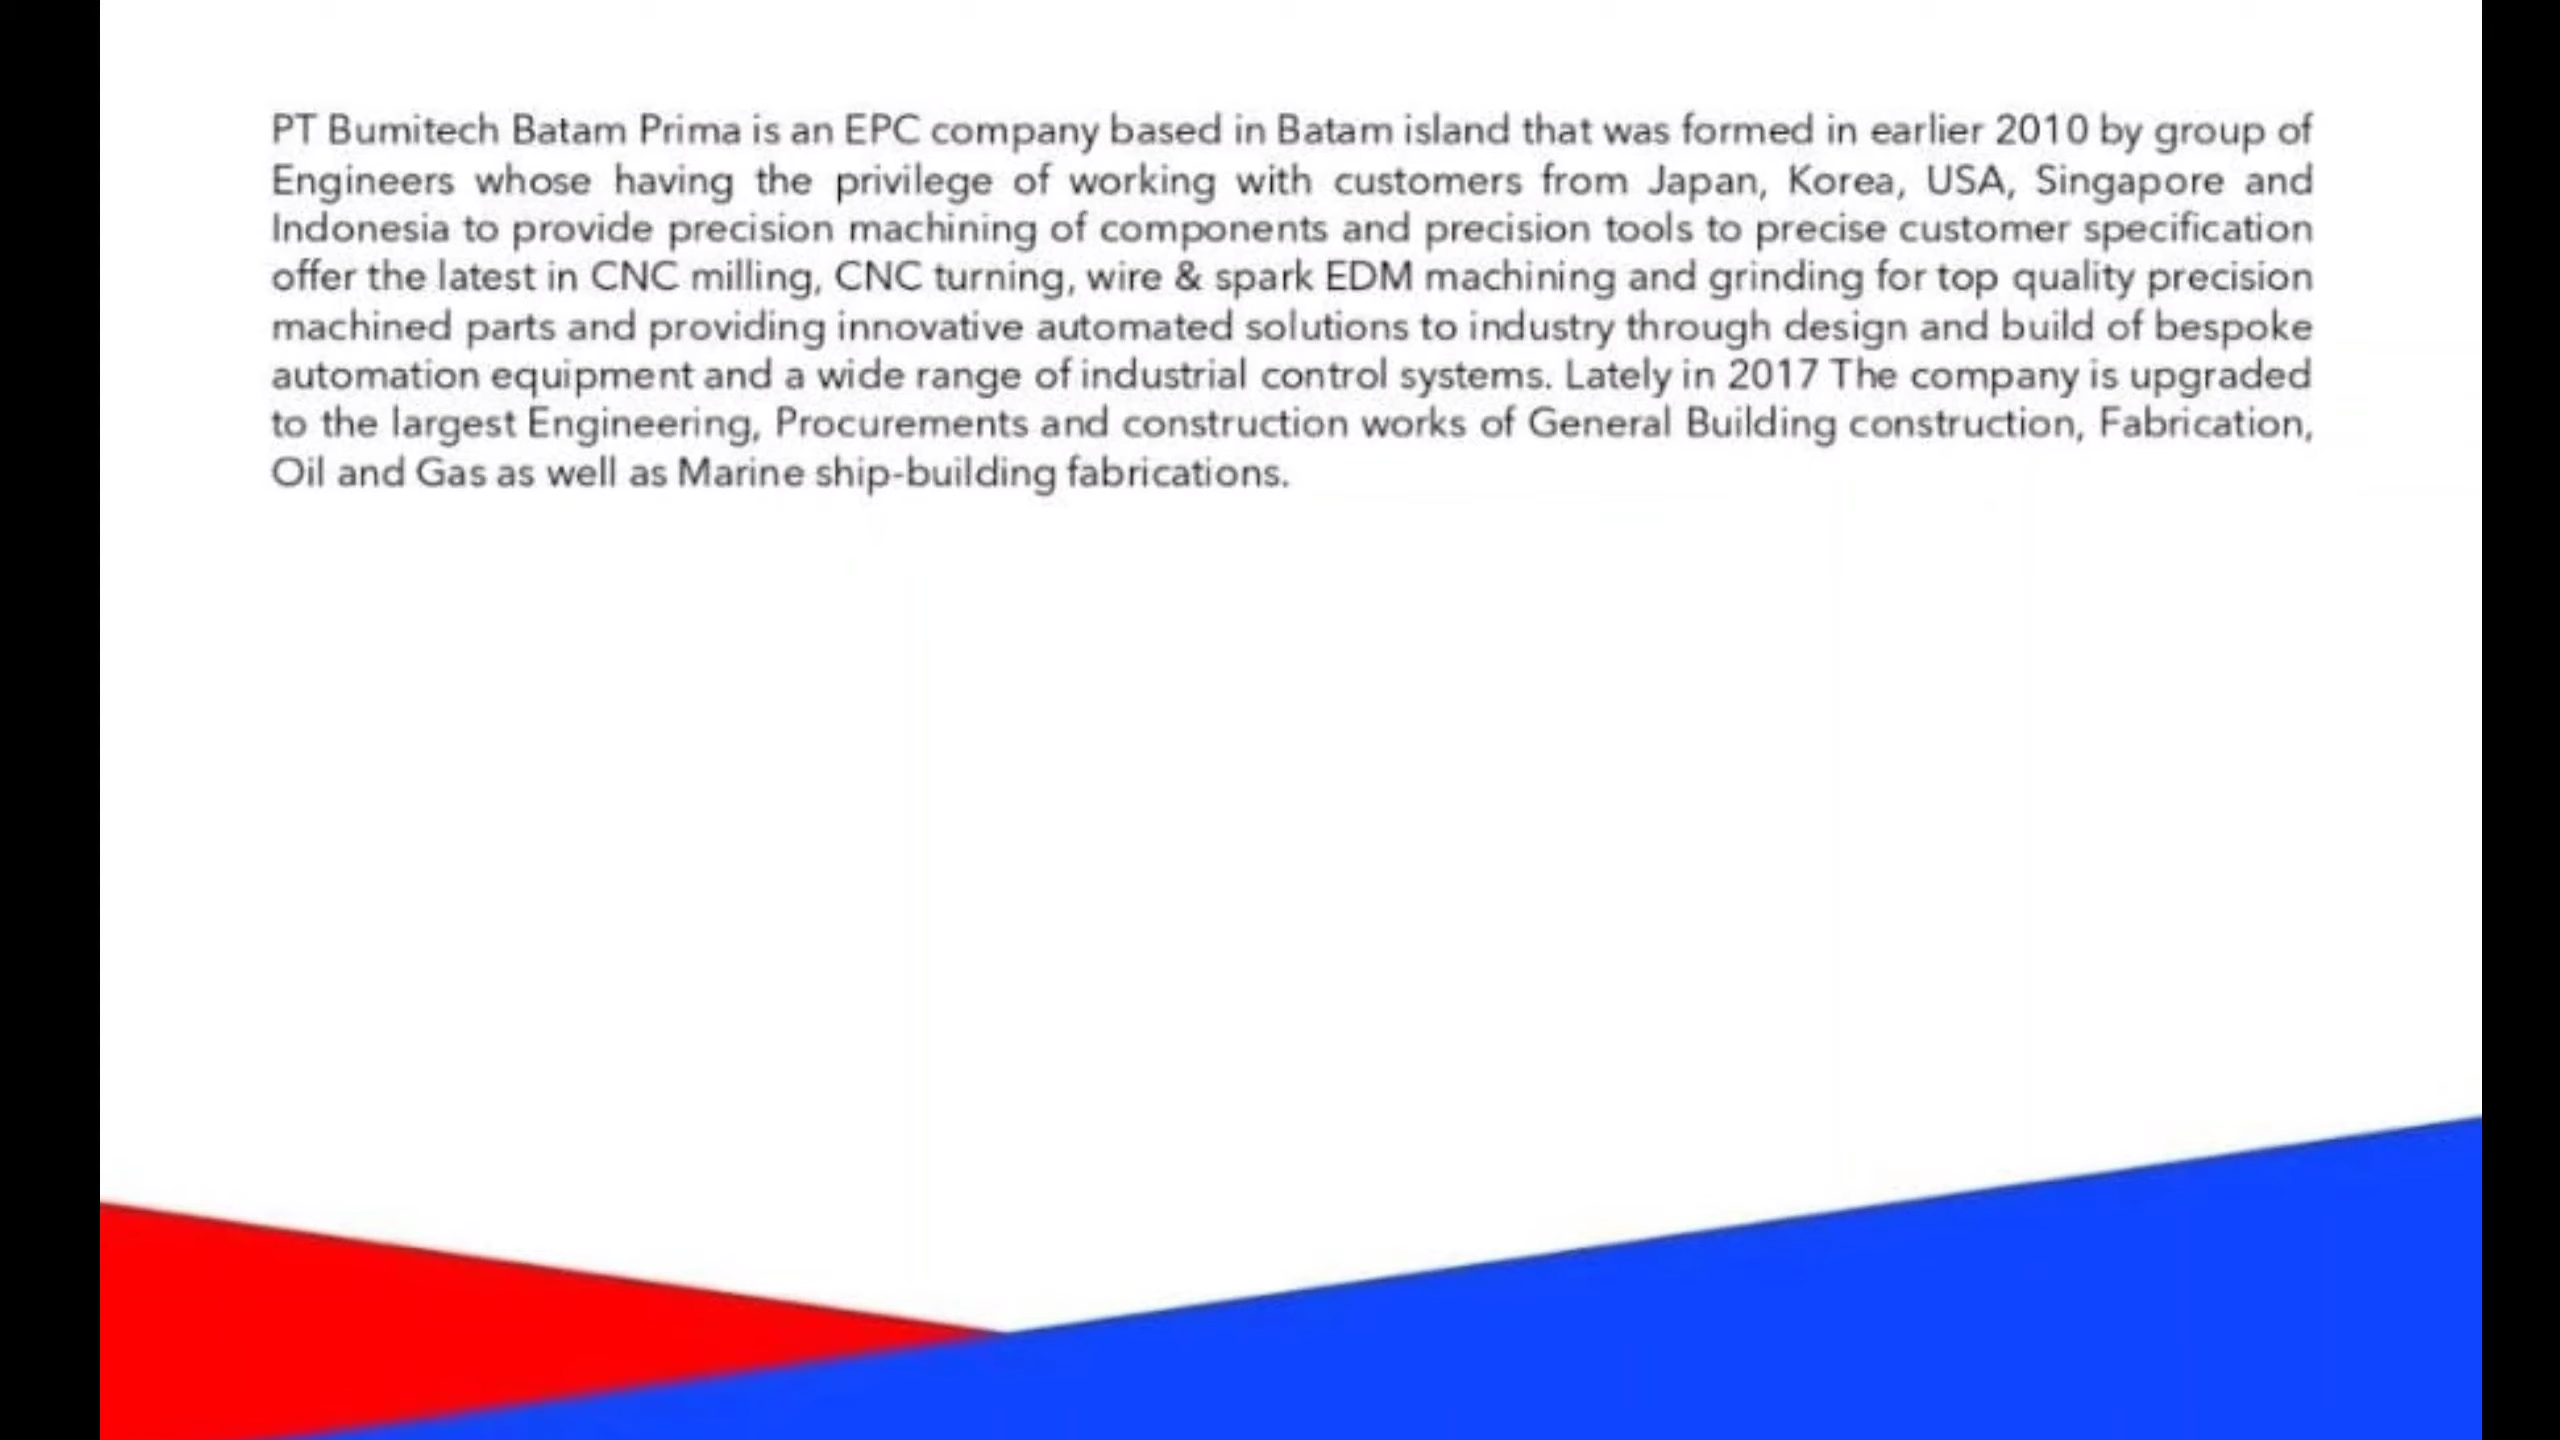 PT Bumitech Batam Prima is an EPC company based in Batam island that was formed in earlier 2010 by group of
Engineers whose having the privilege of working with customers from Japan, Korea, USA, Singapore and
Indonesia to provide precision machining of components and precision tools to precise customer specification
offer the latest in CNC milling, CNC turning, wire & spark EDM machining and grinding for top quality precision
machined parts and providing innovative automated solutions to industry through design and build of bespoke
automation equipment and a wide range of industrial control systems. Lately in 2017 The company is upgraded
to the largest Engineering, Procurements and construction works of General Building construction, Fabrication,
Oil and Gas as well as Marine ship-building fabrications.